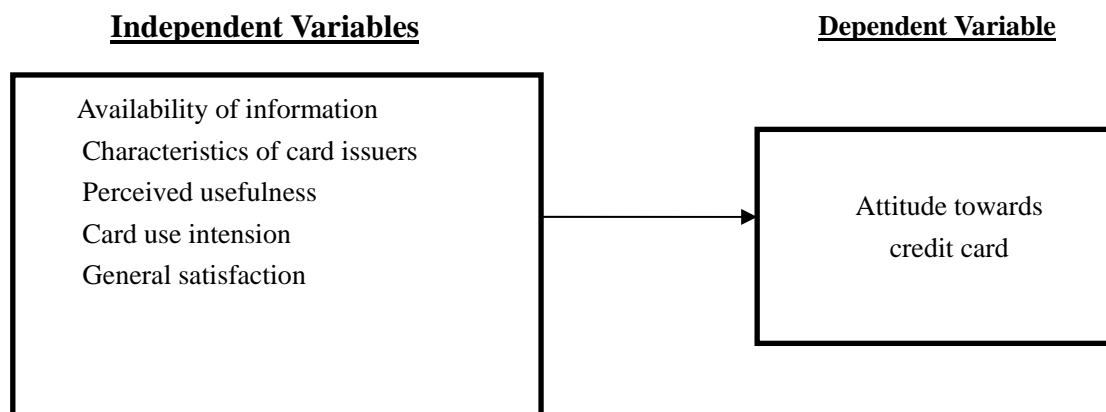 Independent Variables
Dependent Variable
Availability of information
Characteristics of card issuers
Perceived usefulness
Card use intension
General satisfaction
Attitude towards
credit card